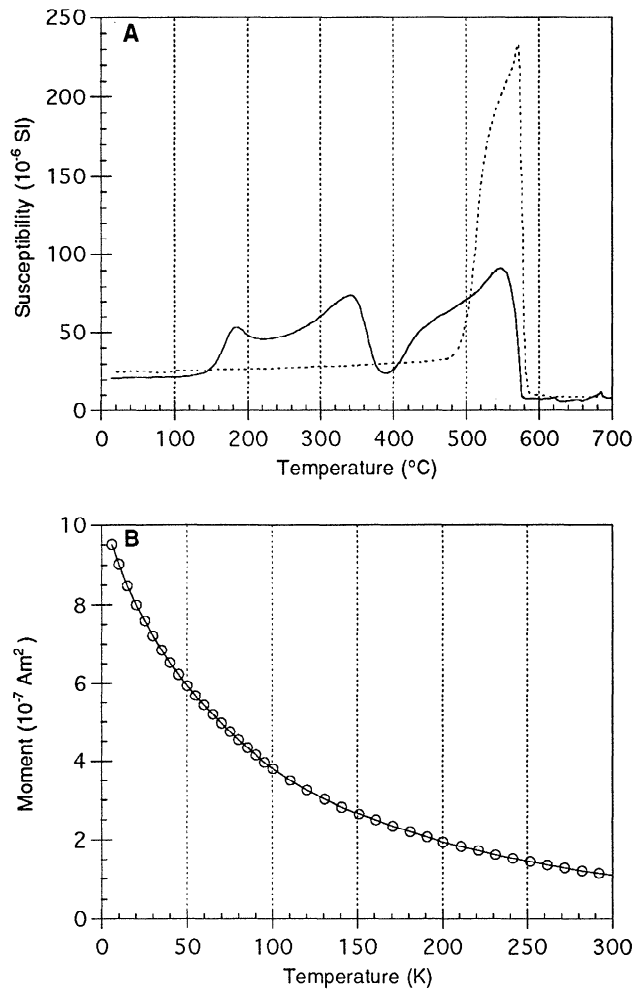 A
250
200
150
100
50
0
Susceptibility (10⁻⁶ SI)
0 100 200 300 400 500 600 700
Temperature (°C)
B
10
8
6
4
2
0
Moment (10⁻⁷ Am²)
0 50 100 150 200 250 300
Temperature (K)